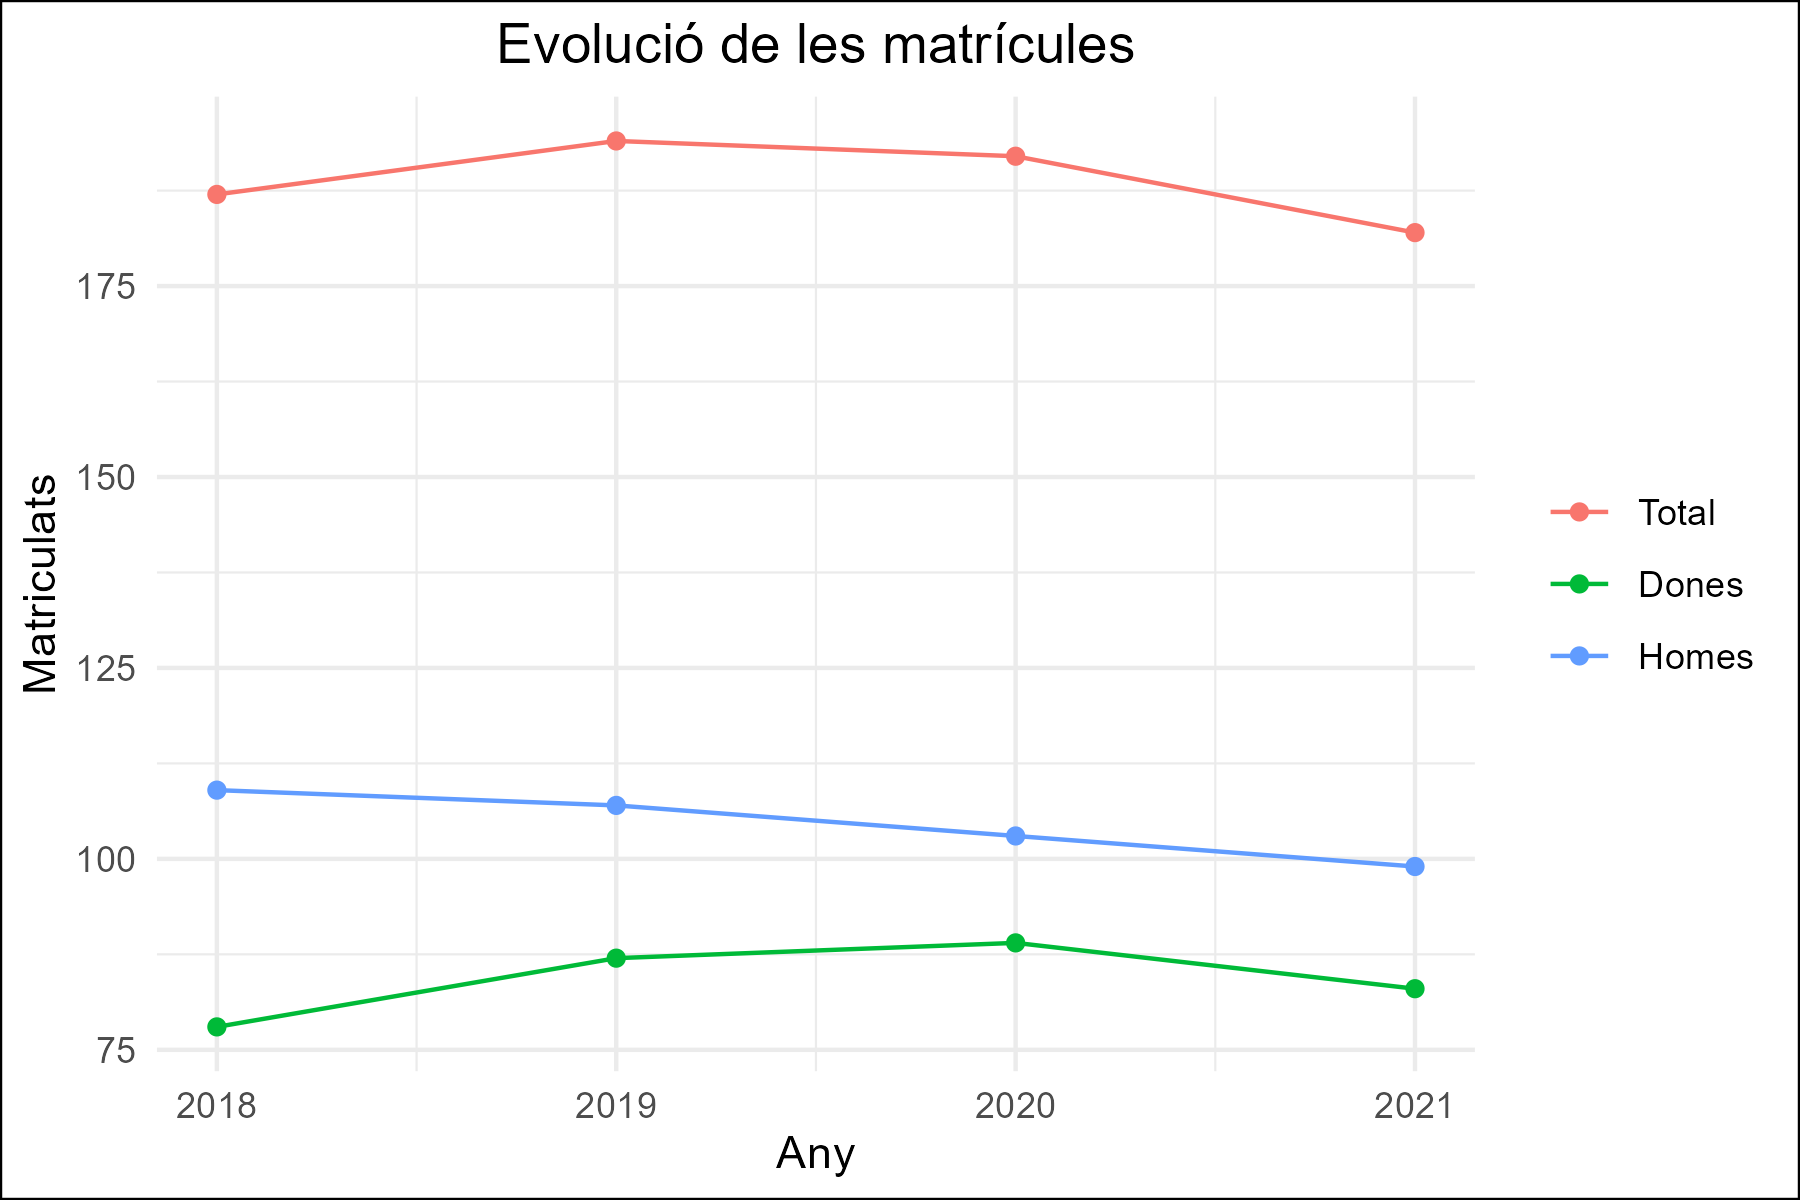 Evolució de les matrícules
Matriculats
175
150
125
100
75
2018 2019 2020 2021
Any
Total
Dones
Homes